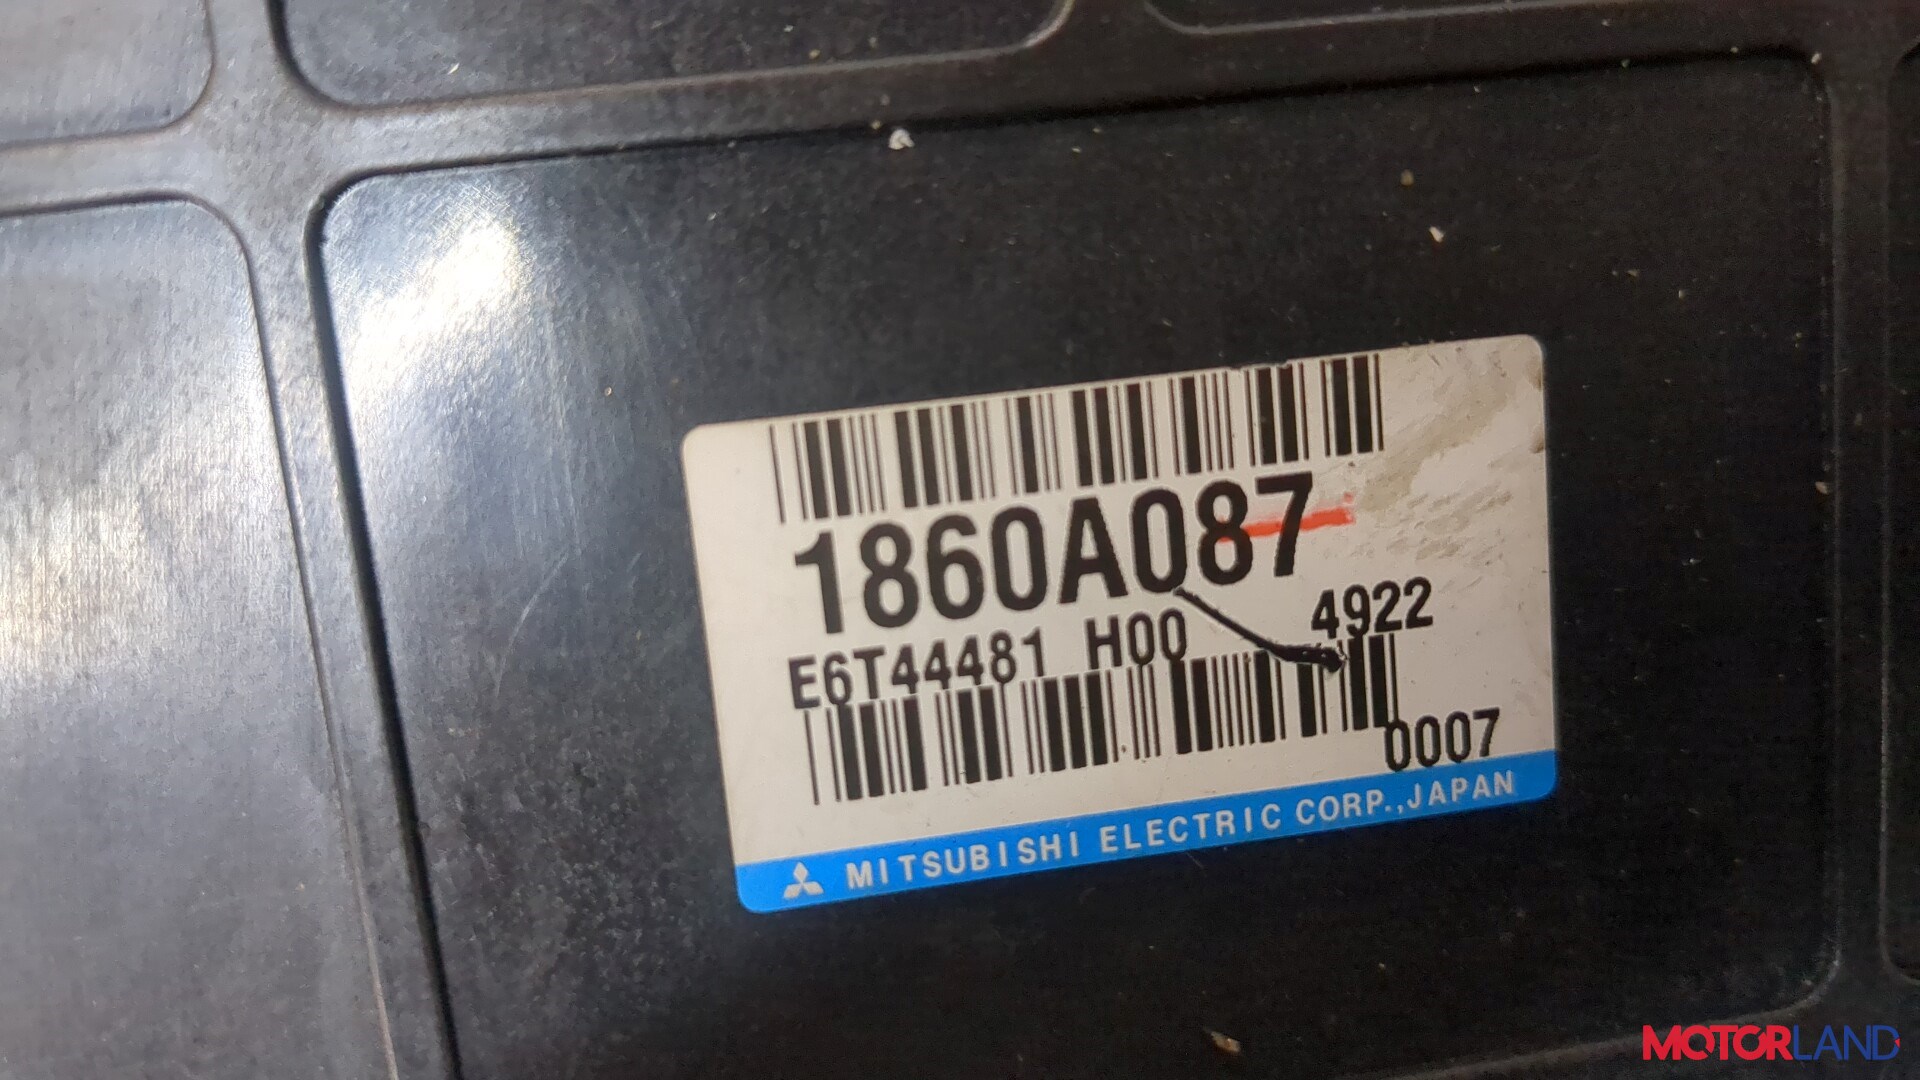 1860A087
E6T44481 H00 4922
0007
MITSUBISHI ELECTRIC CORP.,JAPAN
MOTORLAND